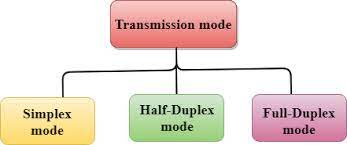 Transmission mode
Simplex
mode
Half-Duplex
mode
Full-Duplex
mode